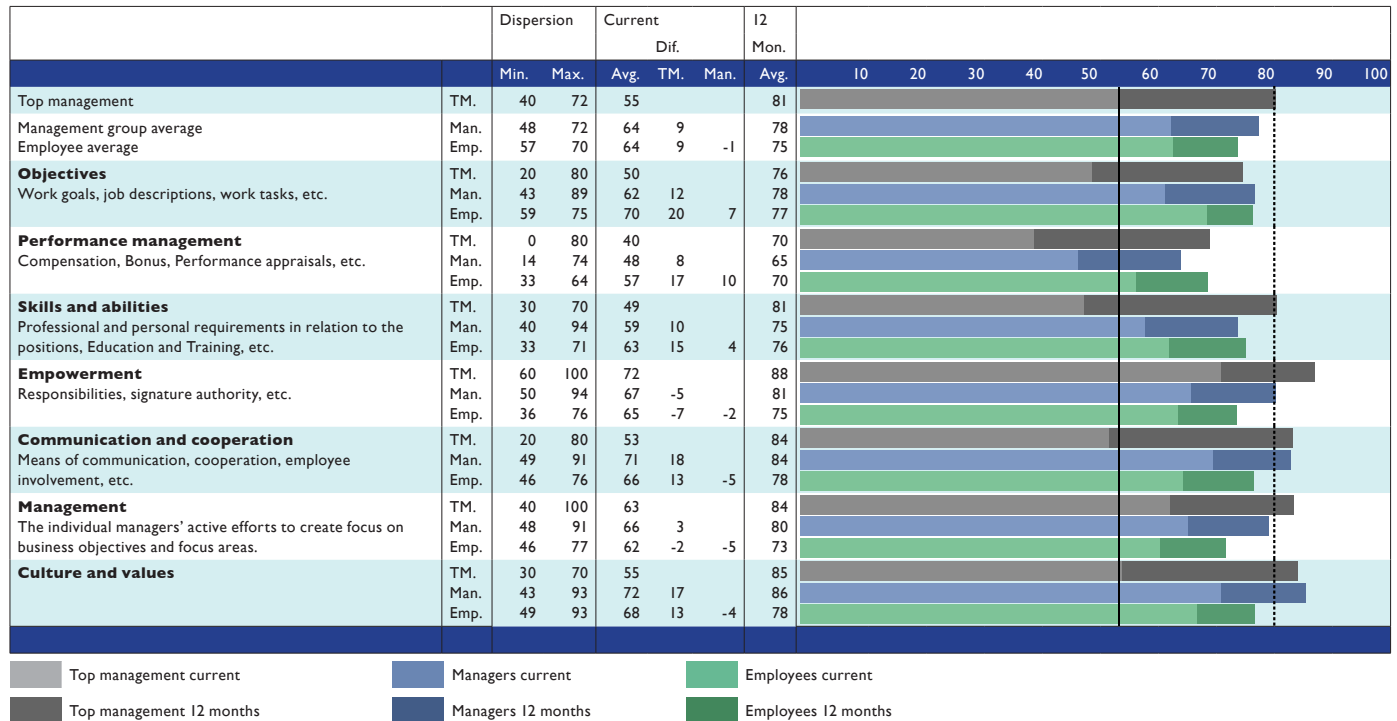 Dispersion Current 12
Dif. Mon.
Min. Max. Avg. TM. Man. Avg. 10 20 30 40 50 60 70 80 90 100
Top management TM. 40 72 55 81
Management group average Man. 48 72 64 9 78
Employee average Emp. 57 70 64 9 -1 75
Objectives TM. 20 80 50 76
Work goals, job descriptions, work tasks, etc. Man. 43 89 62 12 78
Emp. 59 75 70 20 7 77
Performance management TM. 0 80 40 70
Compensation, Bonus, Performance appraisals, etc. Man. 14 74 48 8 65
Emp. 33 64 57 17 10 70
Skills and abilities TM. 30 70 49 81
Professional and personal requirements in relation to the Man. 40 94 59 10 75
positions, Education and Training, etc. Emp. 33 71 63 15 4 76
Empowerment TM. 60 100 72 88
Responsibilities, signature authority, etc. Man. 50 94 67 -5 81
Emp. 36 76 65 -7 -2 75
Communication and cooperation TM. 20 80 53 84
Means of communication, cooperation, employee Man. 49 91 71 18 84
involvement, etc. Emp. 46 76 66 13 -5 78
Management TM. 40 100 63 84
The individual managers' active efforts to create focus on Man. 48 91 66 3 80
business objectives and focus areas. Emp. 46 77 62 -2 -5 73
Culture and values TM. 30 70 55 85
Man. 43 93 72 17 86
Emp. 49 93 68 13 -4 78
Top management current Managers current Employees current
Top management 12 months Managers 12 months Employees 12 months